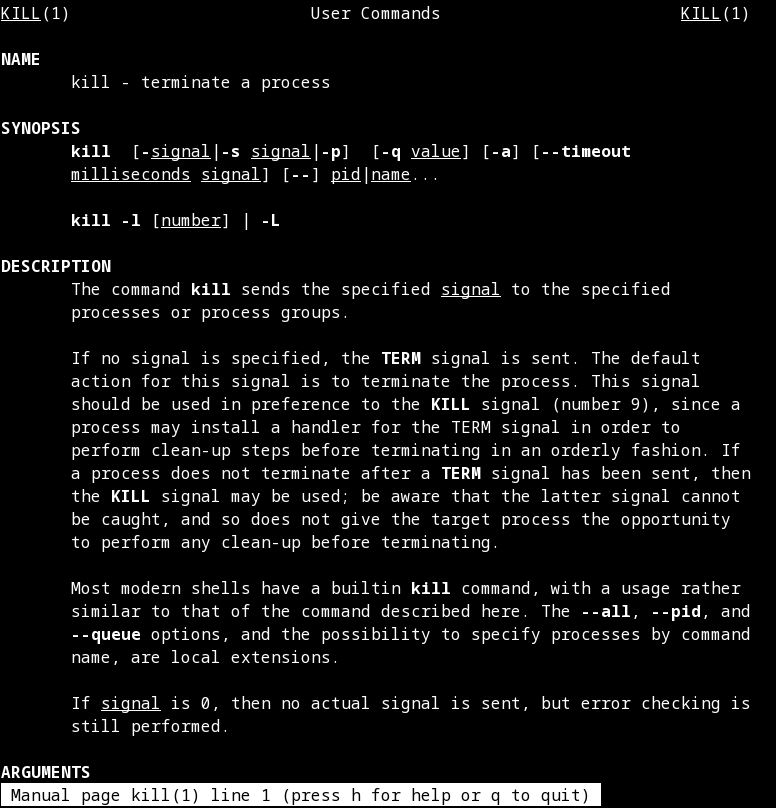 KILL(1)                        User Commands                        KILL(1)

NAME
       kill - terminate a process

SYNOPSIS
       kill  [-signal|-s signal|-p]  [-q value] [-a] [--timeout
       milliseconds signal] [--] pid|name...

       kill -l [number] | -L

DESCRIPTION
       The command kill sends the specified signal to the specified
       processes or process groups.

       If no signal is specified, the TERM signal is sent. The default
       action for this signal is to terminate the process. This signal
       should be used in preference to the KILL signal (number 9), since a
       process may install a handler for the TERM signal in order to
       perform clean-up steps before terminating in an orderly fashion. If
       a process does not terminate after a TERM signal has been sent, then
       the KILL signal may be used; be aware that the latter signal cannot
       be caught, and so does not give the target process the opportunity
       to perform any clean-up before terminating.

       Most modern shells have a builtin kill command, with a usage rather
       similar to that of the command described here. The --all, --pid, and
       --queue options, and the possibility to specify processes by command
       name, are local extensions.

       If signal is 0, then no actual signal is sent, but error checking is
       still performed.

ARGUMENTS
 Manual page kill(1) line 1 (press h for help or q to quit)